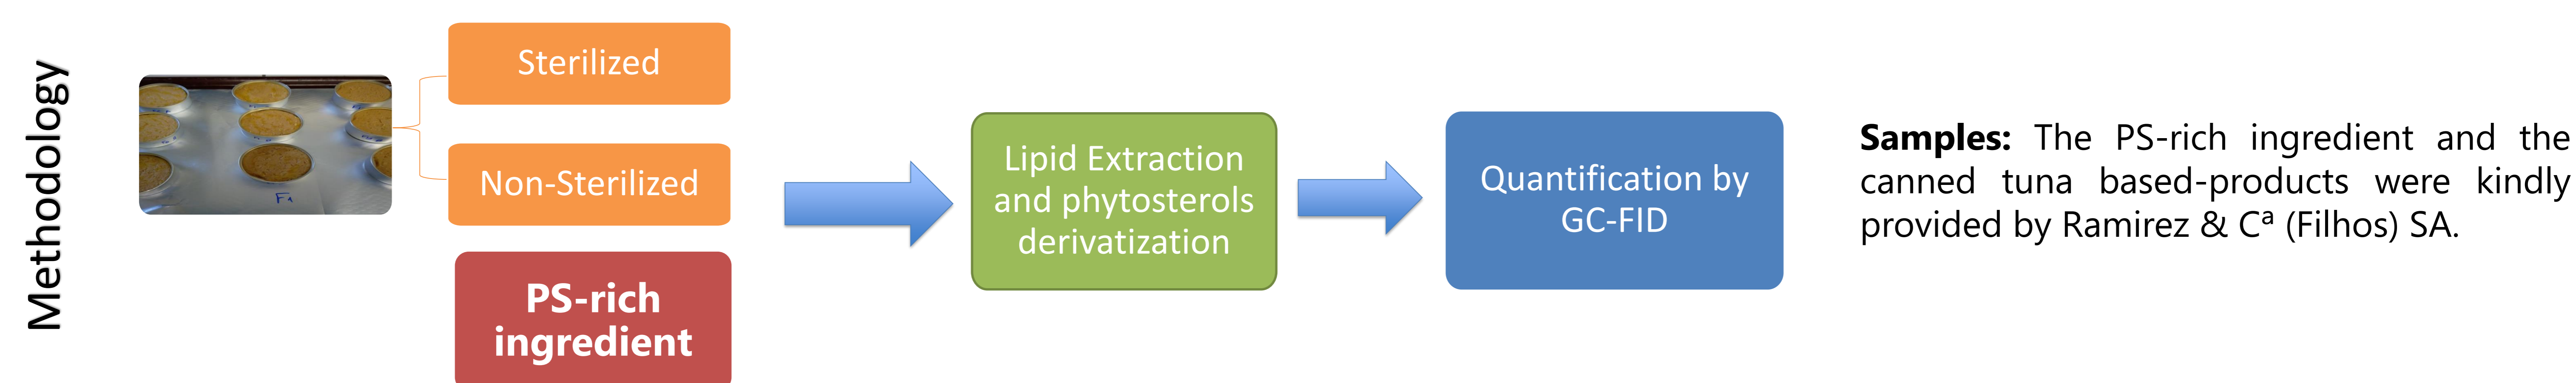 Methodology
Sterilized
Non-Sterilized
PS-rich
ingredient
F1
Lipid Extraction
and phytosterols
derivatization
Quantification by
GC-FID
Samples: The PS-rich ingredient and the
canned tuna based-products were kindly
provided by Ramirez & Cª (Filhos) SA.